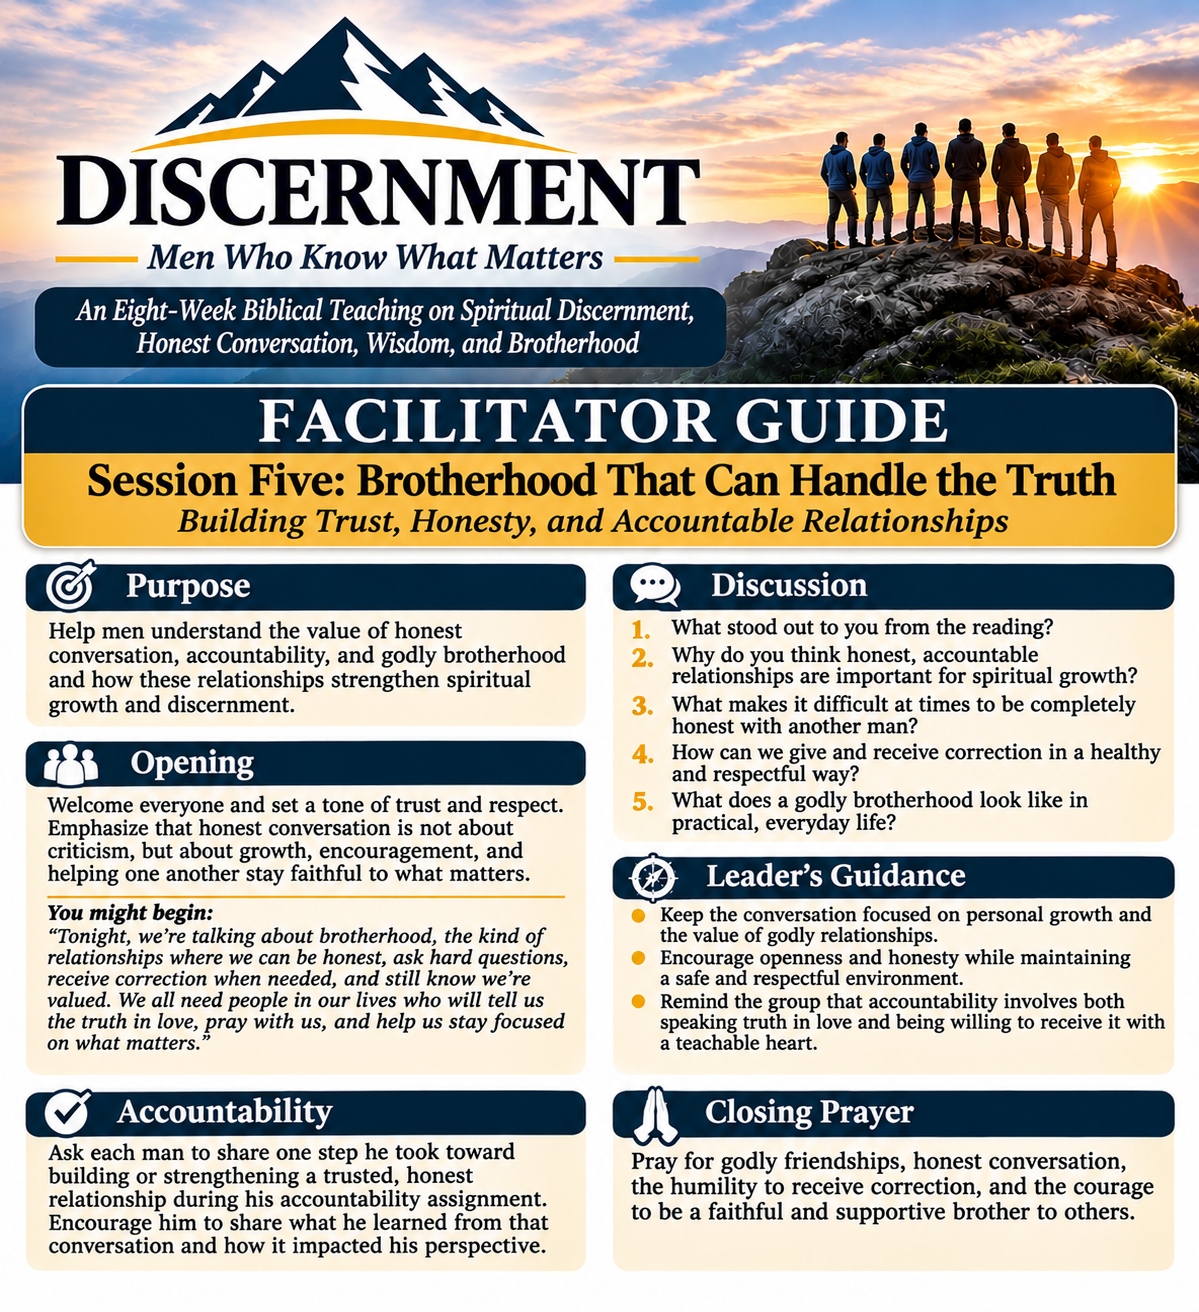 DISCERNMENT
Men Who Know What Matters
An Eight-Week Biblical Teaching on Spiritual Discernment,
Honest Conversation, Wisdom, and Brotherhood
FACILITATOR GUIDE
Session Five: Brotherhood That Can Handle the Truth
Building Trust, Honesty, and Accountable Relationships
Purpose
Help men understand the value of honest
conversation, accountability, and godly brotherhood
and how these relationships strengthen spiritual
growth and discernment.
Opening
Welcome everyone and set a tone of trust and respect.
Emphasize that honest conversation is not about
criticism, but about growth, encouragement, and
helping one another stay faithful to what matters.
You might begin:
“Tonight, we’re talking about brotherhood, the kind of
relationships where we can be honest, ask hard questions,
receive correction when needed, and still know we’re
valued. We all need people in our lives who will tell us
the truth in love, pray with us, and help us stay focused
on what matters.”
Accountability
Ask each man to share one step he took toward
building or strengthening a trusted, honest
relationship during his accountability assignment.
Encourage him to share what he learned from that
conversation and how it impacted his perspective.
Discussion
1. What stood out to you from the reading?
2. Why do you think honest, accountable
relationships are important for spiritual growth?
3. What makes it difficult at times to be completely
honest with another man?
4. How can we give and receive correction in a healthy
and respectful way?
5. What does a godly brotherhood look like in
practical, everyday life?
Leader’s Guidance
Keep the conversation focused on personal growth and
the value of godly relationships.
Encourage openness and honesty while maintaining
a safe and respectful environment.
Remind the group that accountability involves both
speaking truth in love and being willing to receive it with
a teachable heart.
Closing Prayer
Pray for godly friendships, honest conversation,
the humility to receive correction, and the courage
to be a faithful and supportive brother to others.